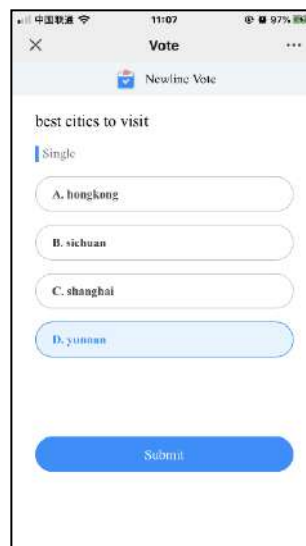 中国联通 11:07 97%
Vote
Newline Vote
best cities to visit
Single
A. hongkong
B. sichuan
C. shanghai
D. yunnan
Submit